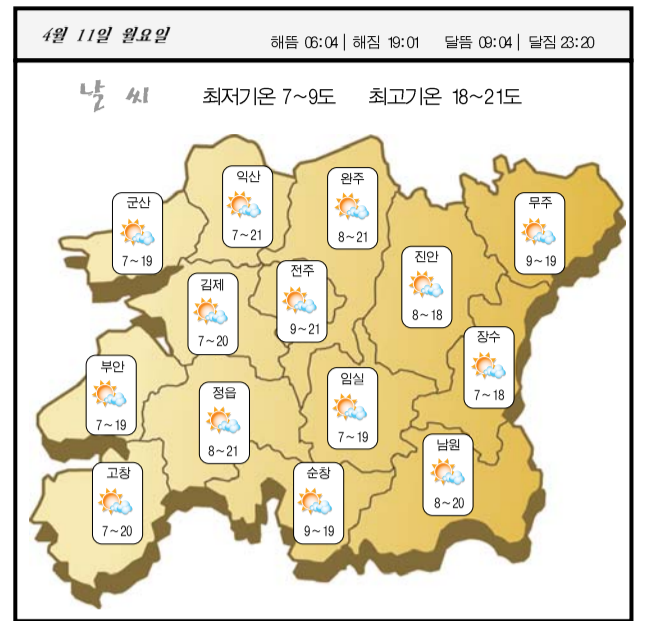 4월 11일 월요일
해뜸 06:04 | 해짐 19:01 달뜸 09:04 | 달짐 23:20
날씨 최저기온 7~9도 최고기온 18~21도
익산
7~21
완주
8~21
군산
7~19
무주
9~19
진안
8~18
전주
9~21
김제
7~20
장수
7~18
부안
7~19
임실
7~19
정읍
8~21
남원
8~20
고창
7~20
순창
9~19